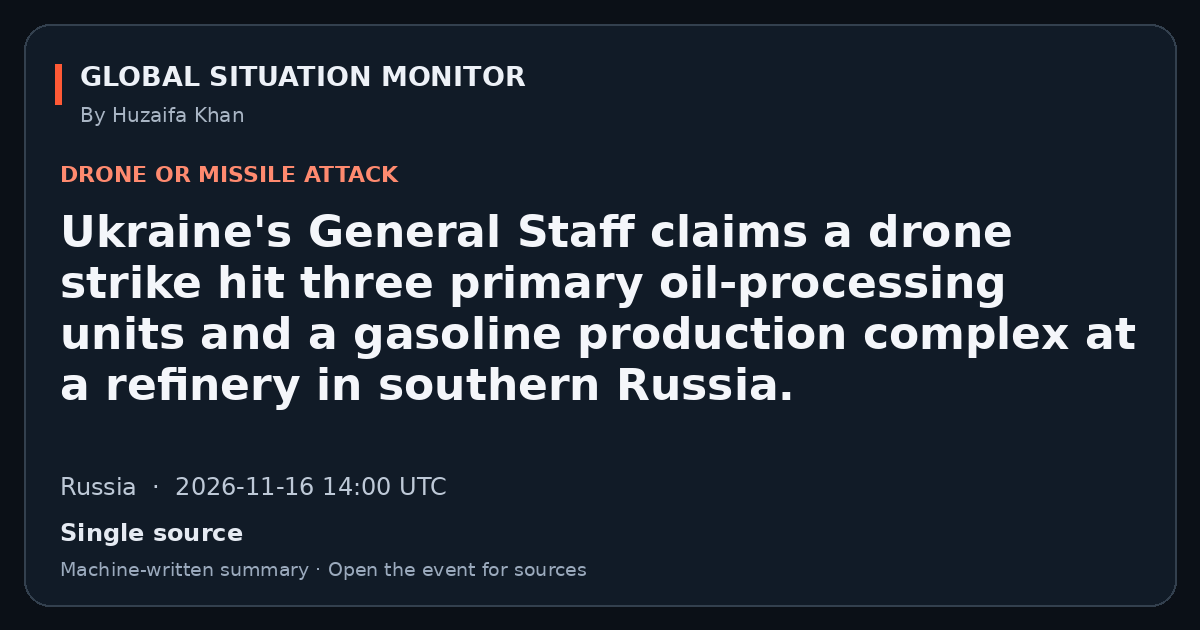 GLOBAL SITUATION MONITOR
By Huzaifa Khan
DRONE OR MISSILE ATTACK
Ukraine's General Staff claims a drone
strike hit three primary oil-processing
units and a gasoline production complex at
a refinery in southern Russia.
Russia · 2026-11-16 14:00 UTC
Single source
Machine-written summary · Open the event for sources